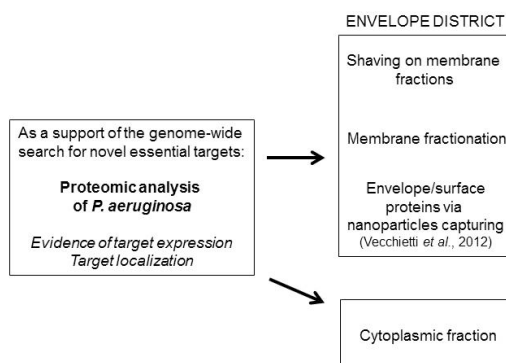 ENVELOPE DISTRICT
As a support of the genome-wide
search for novel essential targets:
Proteomic analysis
of P. aeruginosa
Evidence of target expression
Target localization
Shaving on membrane
fractions
Membrane fractionation
Envelope/surface
proteins via
nanoparticles capturing
(Vecchietti et al., 2012)
Cytoplasmic fraction